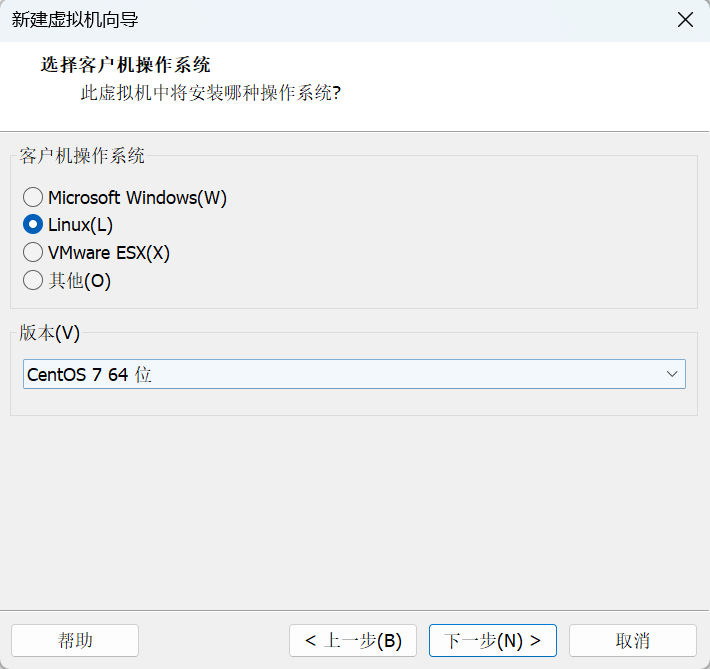 新建虚拟机向导
选择客户机操作系统
此虚拟机中将安装哪种操作系统?
客户机操作系统
Microsoft Windows(W)
Linux(L)
VMware ESX(X)
其他(O)
版本(V)
CentOS 7 64 位
帮助
< 上一步(B)
下一步(N) >
取消